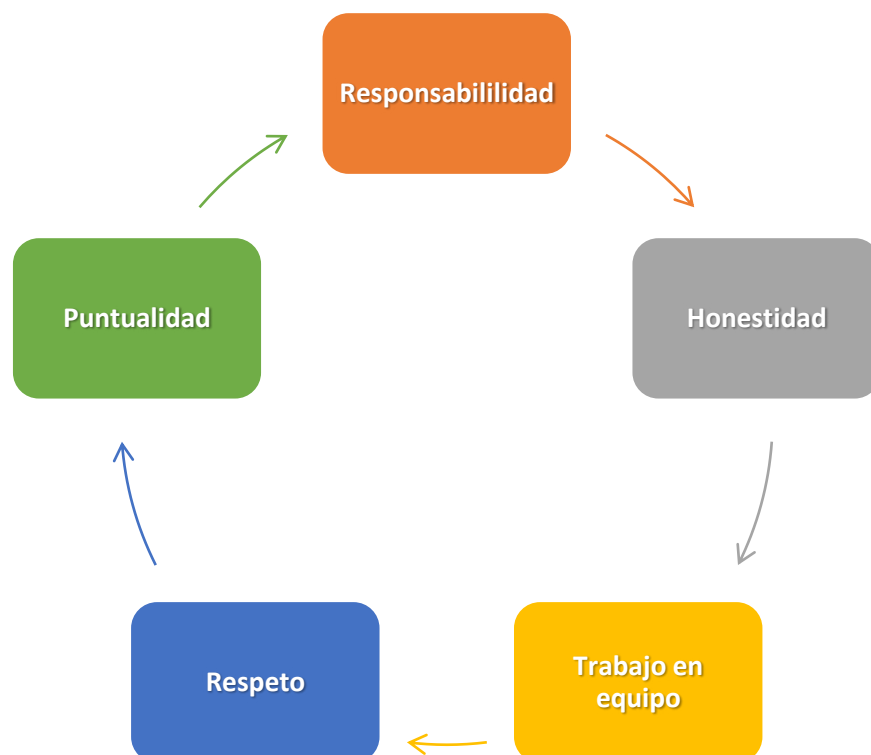 Responsabililidad
Honestidad
Trabajo en
equipo
Respeto
Puntualidad